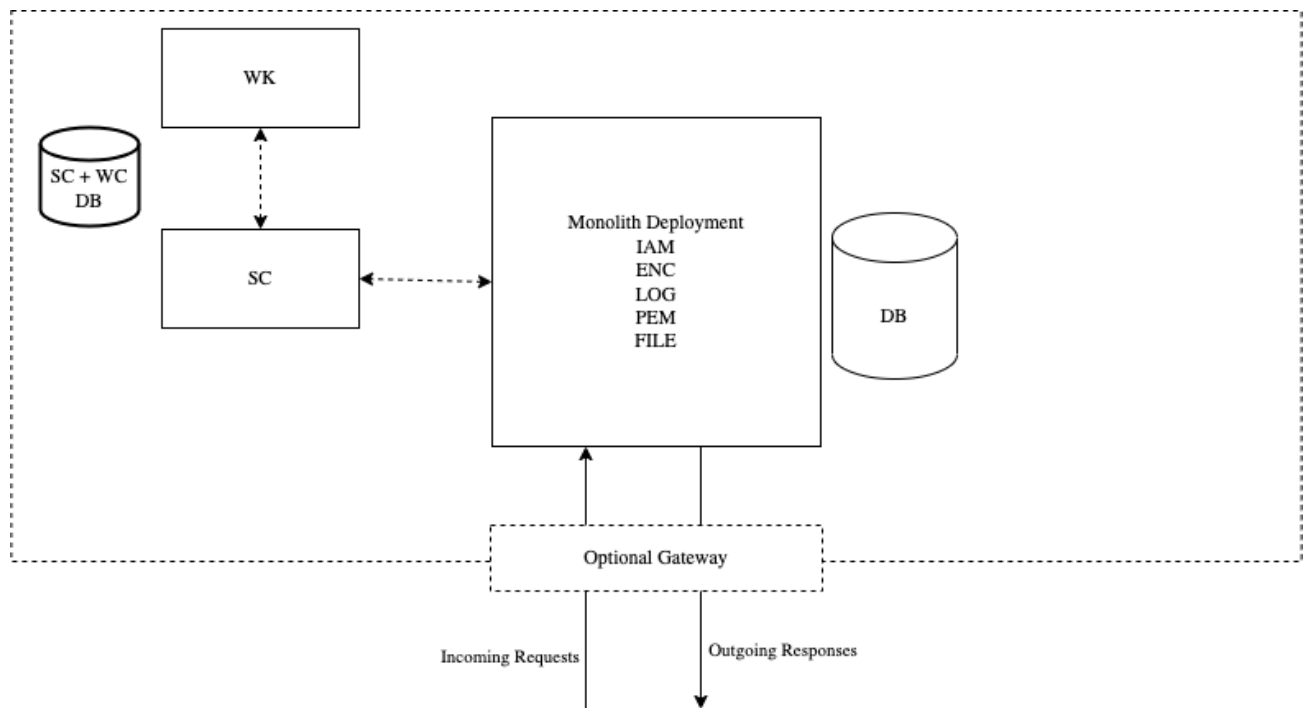 WK
SC + WC
DB
SC
Monolith Deployment
IAM
ENC
LOG
PEM
FILE
DB
Optional Gateway
Incoming Requests
Outgoing Responses